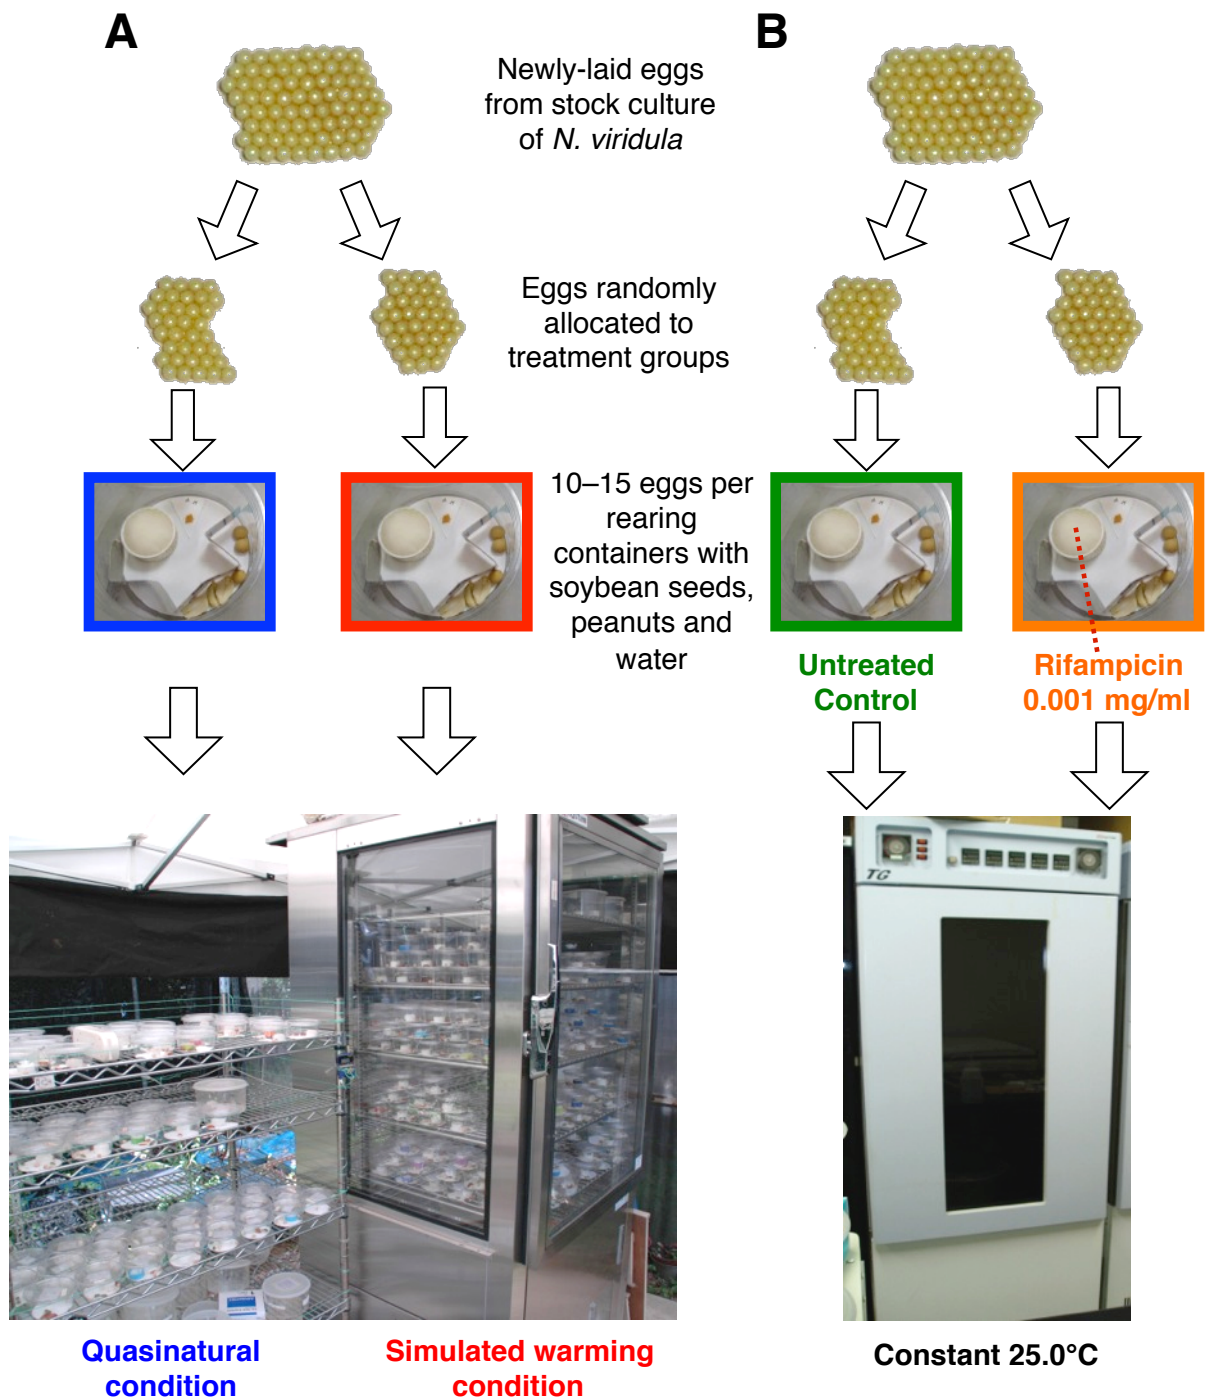 A
B
Newly-laid eggs
from stock culture
of N. viridula
Eggs randomly
allocated to
treatment groups
10–15 eggs per
rearing
containers with
soybean seeds,
peanuts and
water
Untreated
Control
Rifampicin
0.001 mg/ml
TG
Quasinatural
condition
Simulated warming
condition
Constant 25.0°C